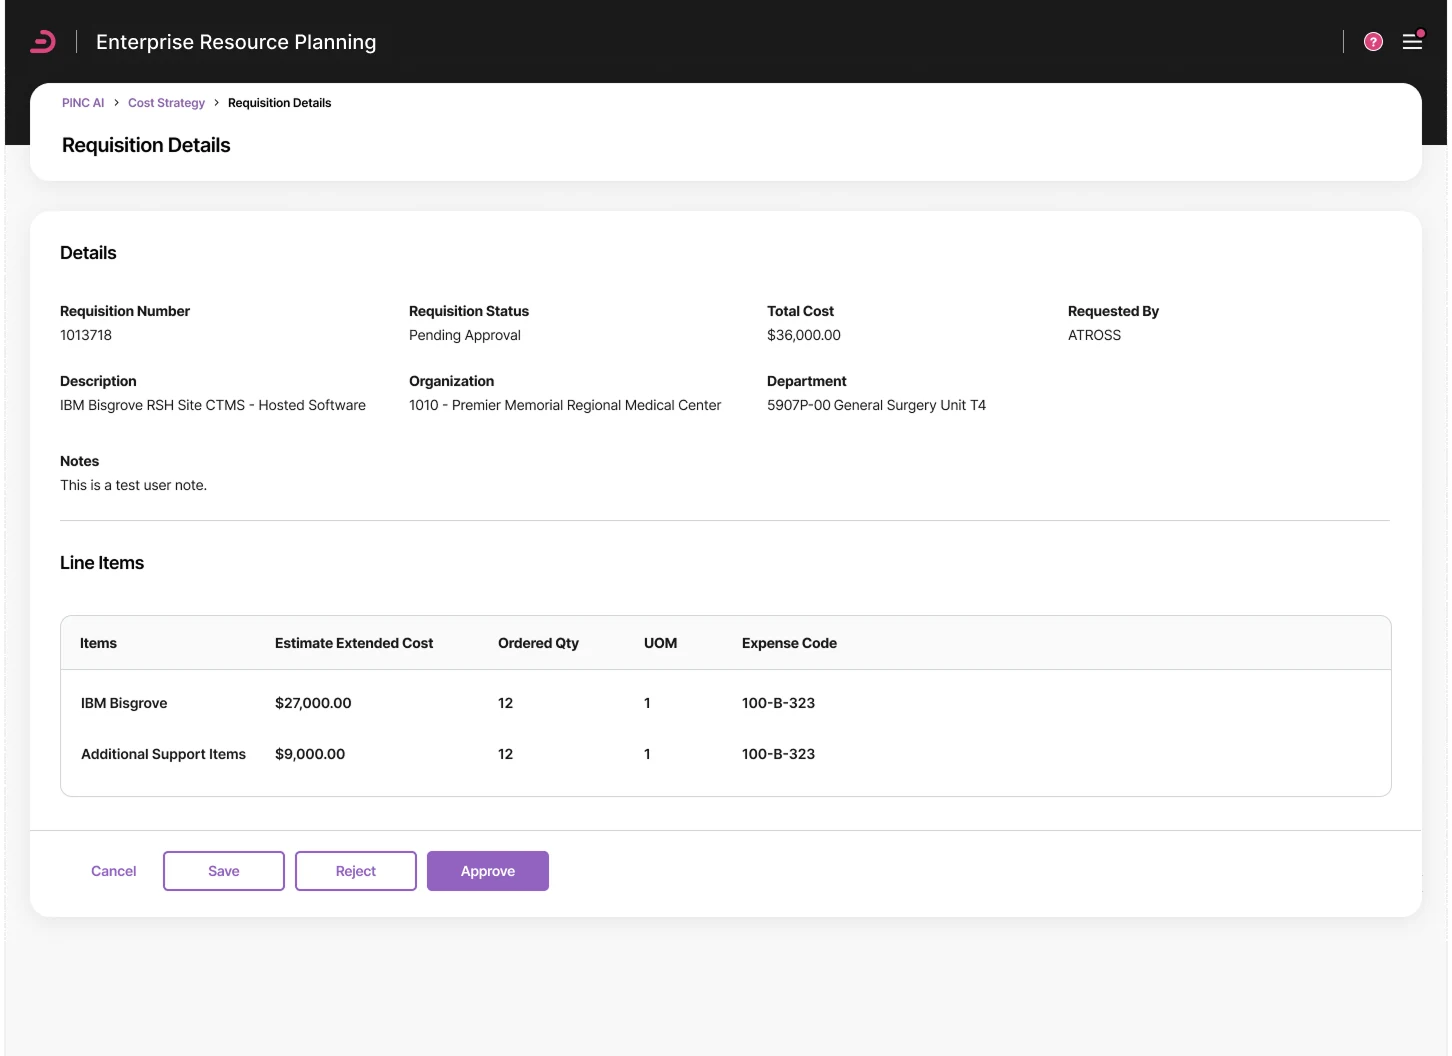 Enterprise Resource Planning
?
PINC AI > Cost Strategy > Requisition Details
Requisition Details
Details
Requisition Number Requisition Status Total Cost Requested By
1013718 Pending Approval $36,000.00 ATROSS
Description Organization Department
IBM Bisgrove RSH Site CTMS - Hosted Software 1010 - Premier Memorial Regional Medical Center 5907P-00 General Surgery Unit T4
Notes
This is a test user note.
Line Items
Items Estimate Extended Cost Ordered Qty UOM Expense Code
IBM Bisgrove $27,000.00 12 1 100-B-323
Additional Support Items $9,000.00 12 1 100-B-323
Cancel Save Reject Approve